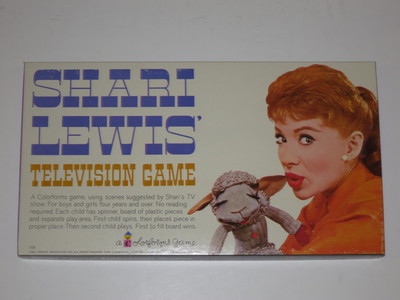 SHARI
LEWIS'
TELEVISION GAME
A Colorforms game, using scenes suggested by Shari's TV
show. For boys and girls four years and over. No reading
required. Each child has spinner, board of plastic pieces
and separate play area. First child spins, then places piece in
proper place. Then second child plays. First to fill board wins.
a Colorforms Game